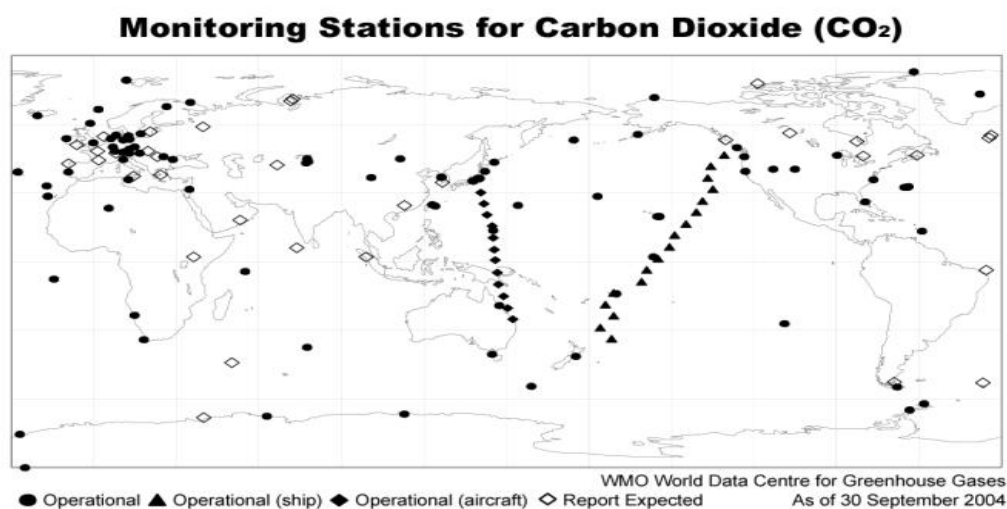 Monitoring Stations for Carbon Dioxide (CO₂)
WMO World Data Centre for Greenhouse Gases
● Operational ▲ Operational (ship) ◆ Operational (aircraft) ◇ Report Expected As of 30 September 2004